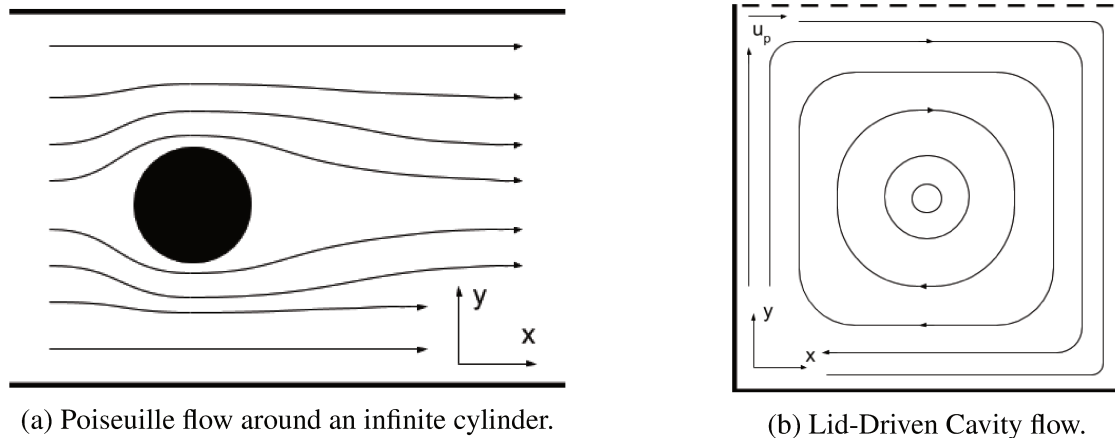 y
x
(a) Poiseuille flow around an infinite cylinder.
u_p
y
x
(b) Lid-Driven Cavity flow.